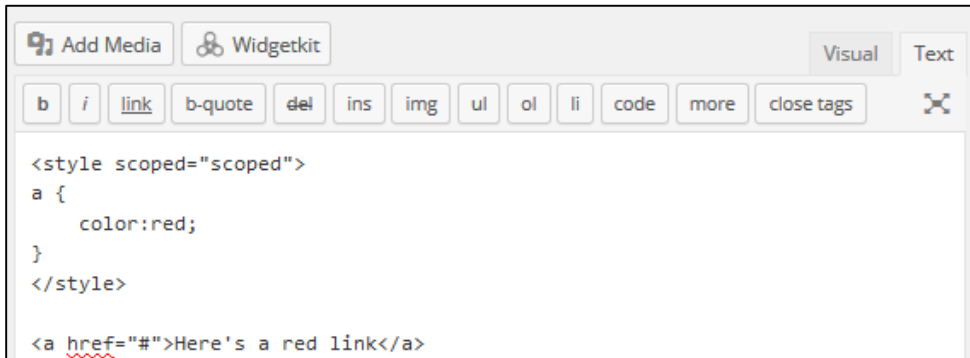 Add Media Widgetkit
Visual Text
b i link b-quote del ins img ul ol li code more close tags
<style scoped="scoped">
a {
    color:red;
}
</style>

<a href="#">Here's a red link</a>